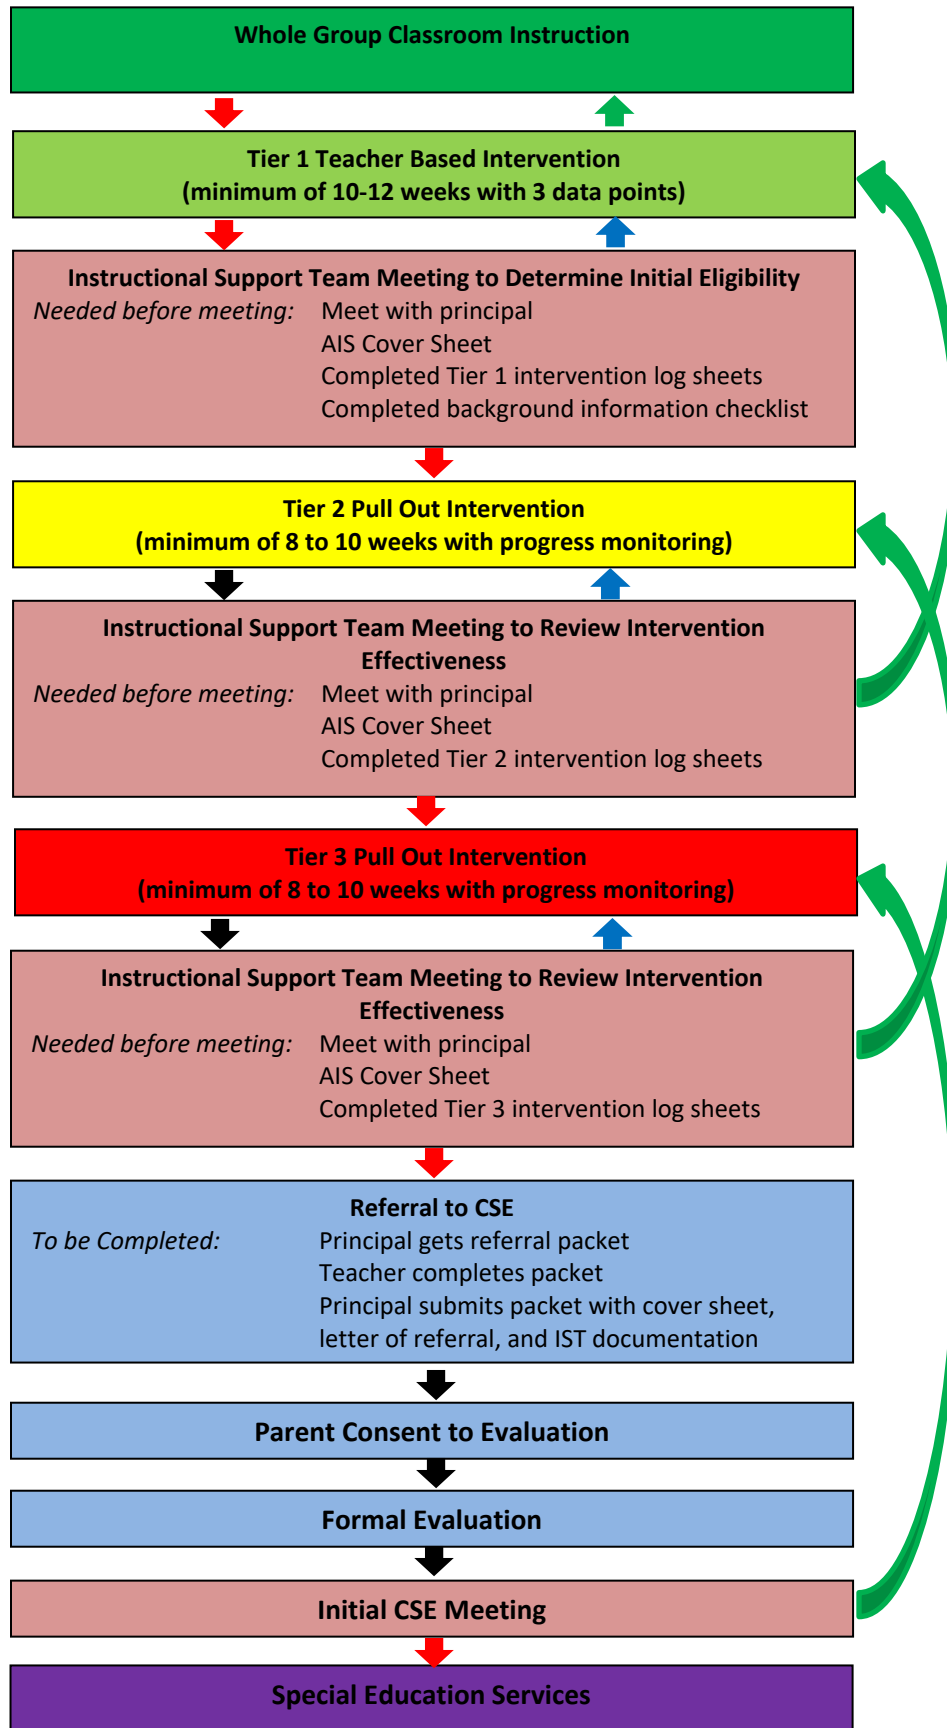 Whole Group Classroom Instruction
Tier 1 Teacher Based Intervention
(minimum of 10-12 weeks with 3 data points)
Instructional Support Team Meeting to Determine Initial Eligibility
Needed before meeting: Meet with principal
AIS Cover Sheet
Completed Tier 1 intervention log sheets
Completed background information checklist
Tier 2 Pull Out Intervention
(minimum of 8 to 10 weeks with progress monitoring)
Instructional Support Team Meeting to Review Intervention
Effectiveness
Needed before meeting: Meet with principal
AIS Cover Sheet
Completed Tier 2 intervention log sheets
Tier 3 Pull Out Intervention
(minimum of 8 to 10 weeks with progress monitoring)
Instructional Support Team Meeting to Review Intervention
Effectiveness
Needed before meeting: Meet with principal
AIS Cover Sheet
Completed Tier 3 intervention log sheets
Referral to CSE
To be Completed: Principal gets referral packet
Teacher completes packet
Principal submits packet with cover sheet,
letter of referral, and IST documentation
Parent Consent to Evaluation
Formal Evaluation
Initial CSE Meeting
Special Education Services